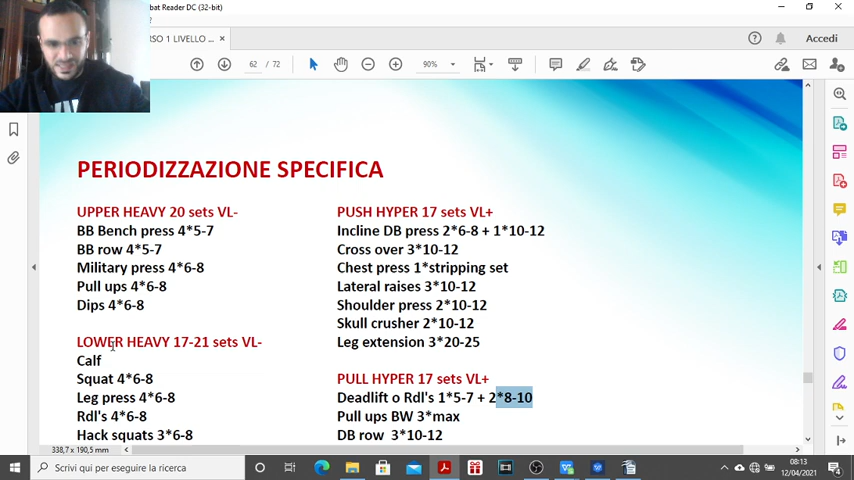 bat Reader DC (32-bit)
?
RSO 1 LIVELLO ... ×
Accedi
62 / 72
90%
PERIODIZZAZIONE SPECIFICA
UPPER HEAVY 20 sets VL-
BB Bench press 4*5-7
BB row 4*5-7
Military press 4*6-8
Pull ups 4*6-8
Dips 4*6-8
LOWER HEAVY 17-21 sets VL-
Calf
Squat 4*6-8
Leg press 4*6-8
Rdl's 4*6-8
Hack squats 3*6-8
PUSH HYPER 17 sets VL+
Incline DB press 2*6-8 + 1*10-12
Cross over 3*10-12
Chest press 1*stripping set
Lateral raises 3*10-12
Shoulder press 2*10-12
Skull crusher 2*10-12
Leg extension 3*20-25
PULL HYPER 17 sets VL+
Deadlift o Rdl's 1*5-7 + 2*8-10
Pull ups BW 3*max
DB row 3*10-12
338,7 x 190,5 mm
Scrivi qui per eseguire la ricerca
08:13
12/04/2021
4